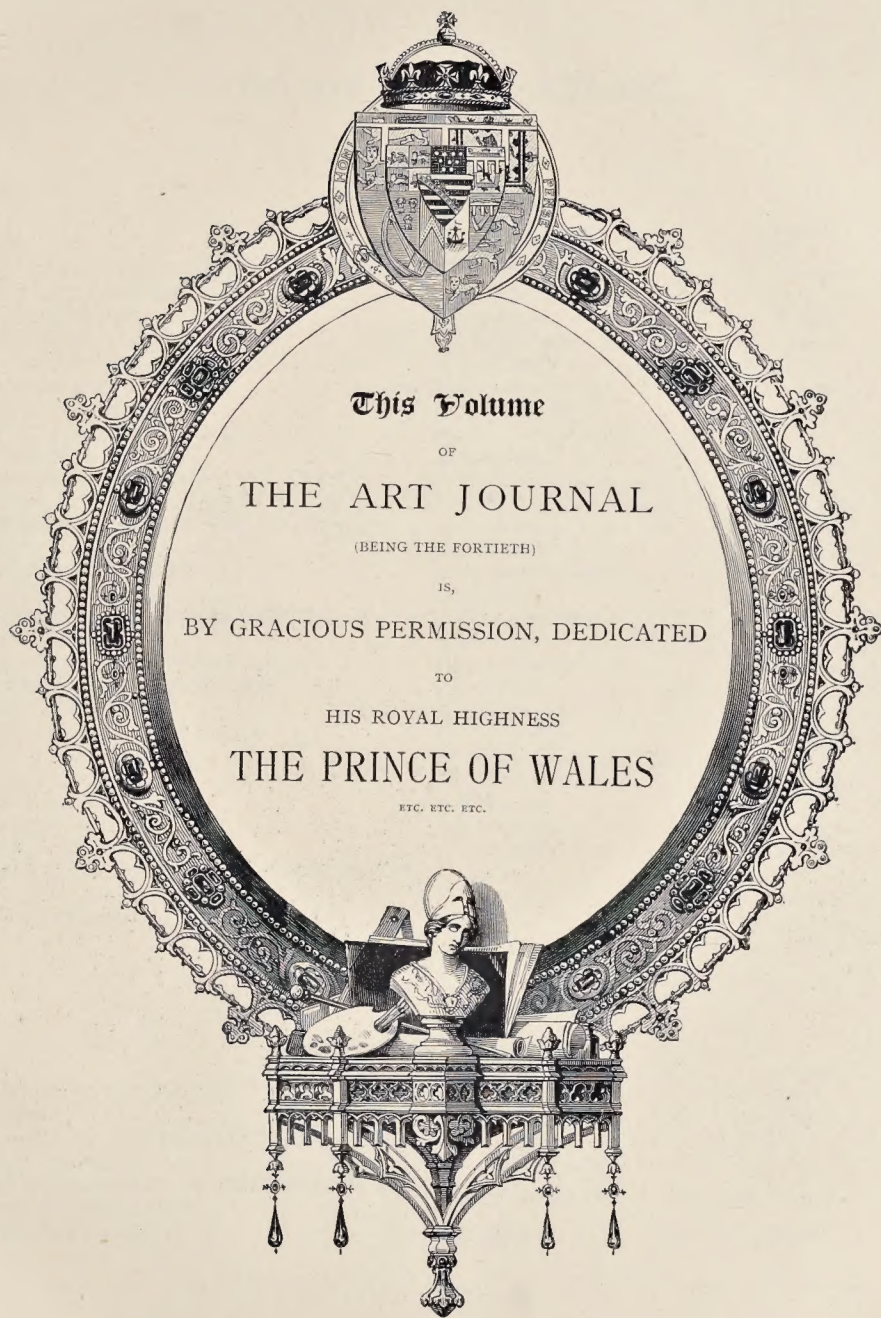 This Volume
OF
THE ART JOURNAL
(BEING THE FORTIETH)
IS,
BY GRACIOUS PERMISSION, DEDICATED
TO
HIS ROYAL HIGHNESS
THE PRINCE OF WALES
ETC. ETC. ETC.